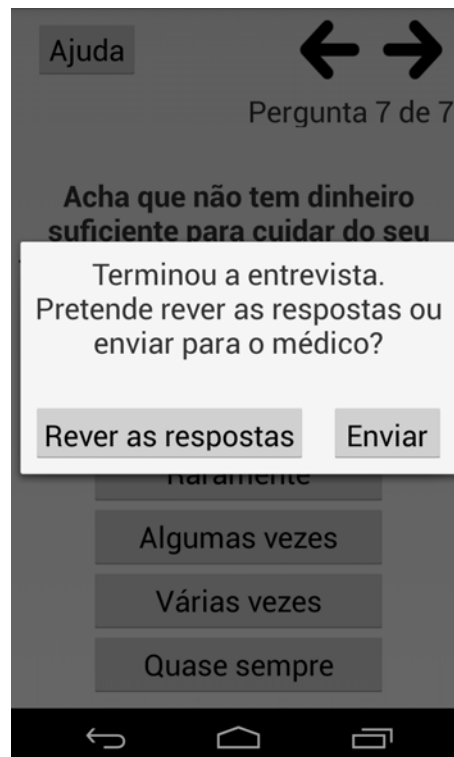 Ajuda
Pergunta 7 de 7
Acha que não tem dinheiro
suficiente para cuidar do seu
Terminou a entrevista.
Pretende rever as respostas ou
enviar para o médico?
Rever as respostas
Enviar
Raramente
Algumas vezes
Várias vezes
Quase sempre